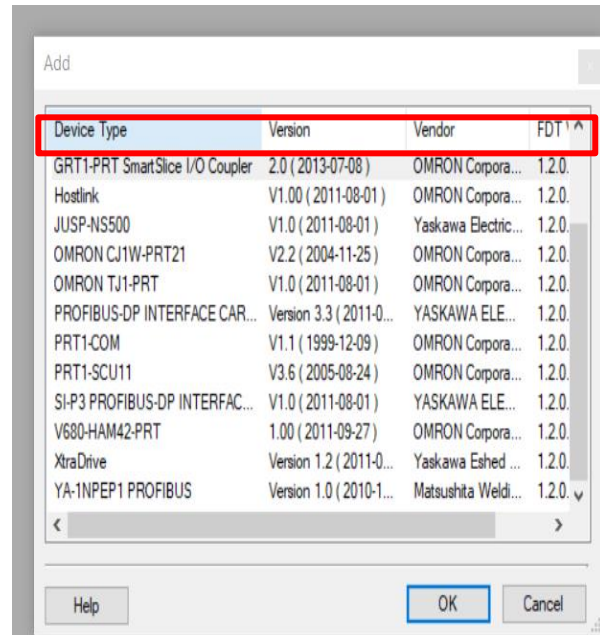 Add
Device Type Version Vendor FDT
GRT1-PRT SmartSlice I/O Coupler 2.0 ( 2013-07-08 ) OMRON Corpora... 1.2.0.
Hostlink V1.00 ( 2011-08-01 ) OMRON Corpora... 1.2.0.
JUSP-NS500 V1.0 ( 2011-08-01 ) Yaskawa Electric... 1.2.0.
OMRON CJ1W-PRT21 V2.2 ( 2004-11-25 ) OMRON Corpora... 1.2.0.
OMRON TJ1-PRT V1.0 ( 2011-08-01 ) OMRON Corpora... 1.2.0.
PROFIBUS-DP INTERFACE CAR... Version 3.3 ( 2011-0... YASKAWA ELE... 1.2.0.
PRT1-COM V1.1 ( 1999-12-09 ) OMRON Corpora... 1.2.0.
PRT1-SCU11 V3.6 ( 2005-08-24 ) OMRON Corpora... 1.2.0.
SI-P3 PROFIBUS-DP INTERFAC... V1.0 ( 2011-08-01 ) YASKAWA ELE... 1.2.0.
V680-HAM42-PRT 1.00 ( 2011-09-27 ) OMRON Corpora... 1.2.0.
XtraDrive Version 1.2 ( 2011-0... Yaskawa Eshed ... 1.2.0.
YA-1NPEP1 PROFIBUS Version 1.0 ( 2010-1... Matsushita Weldi... 1.2.0.
Help OK Cancel